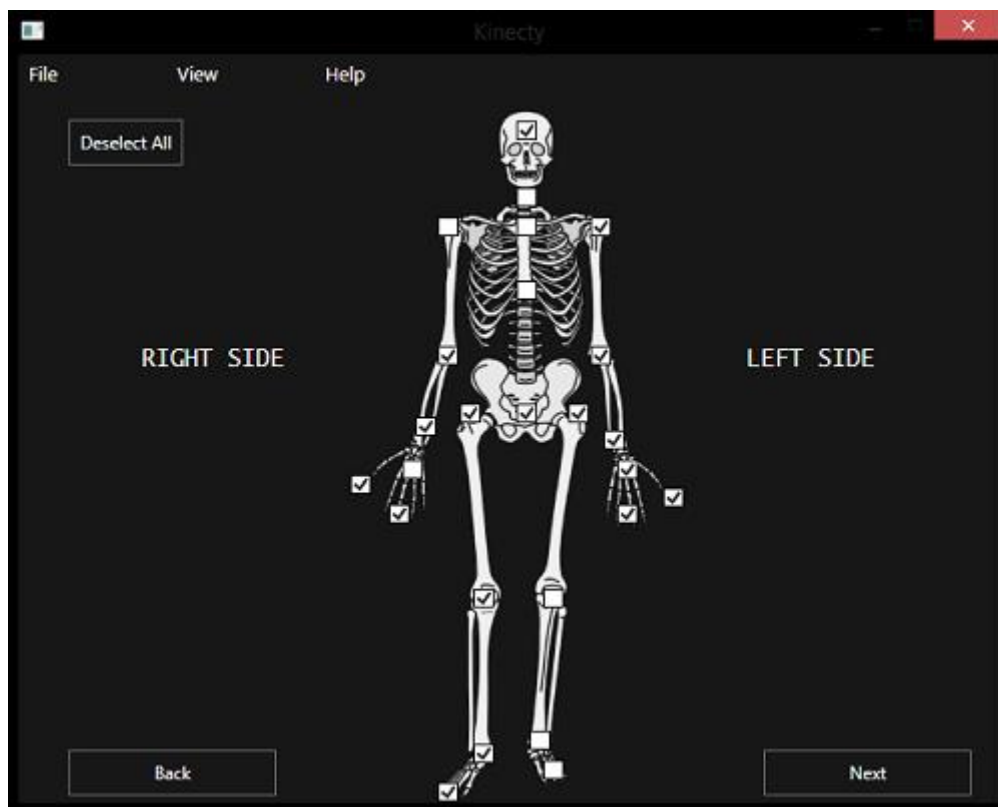 Kinecty
File View Help
Deselect All
RIGHT SIDE LEFT SIDE
Back Next